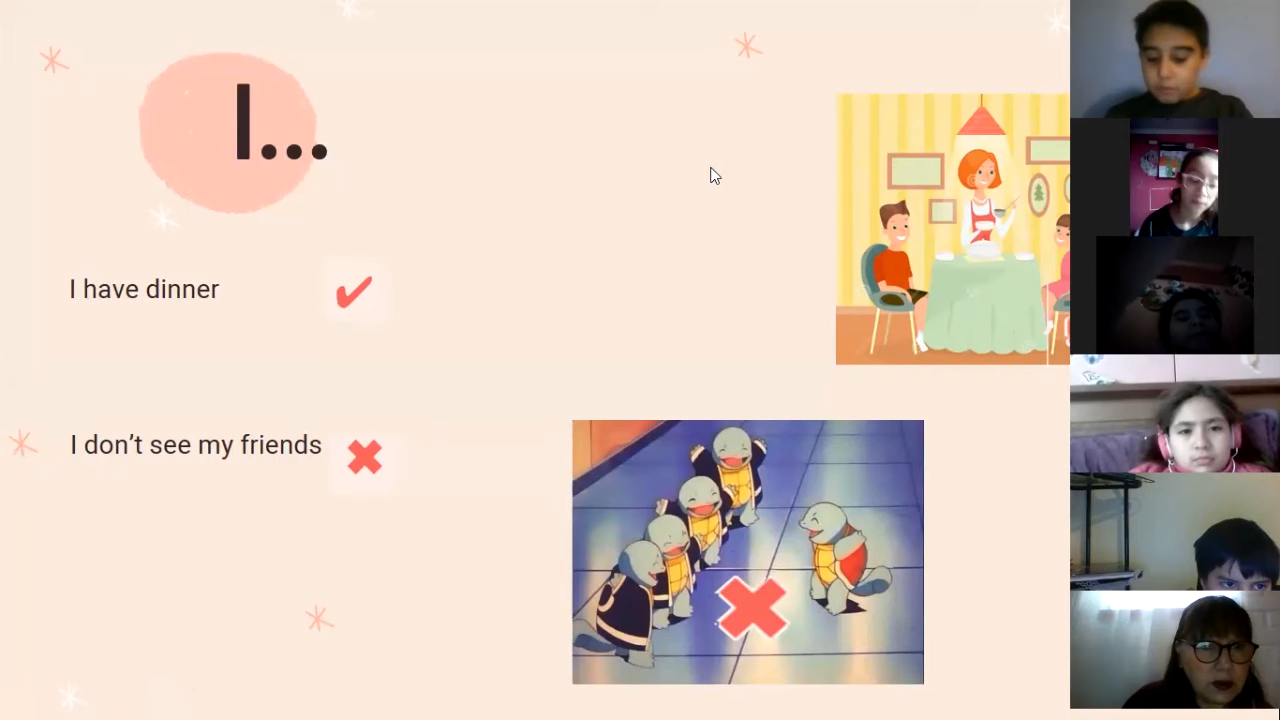 I...
I have dinner
I don’t see my friends